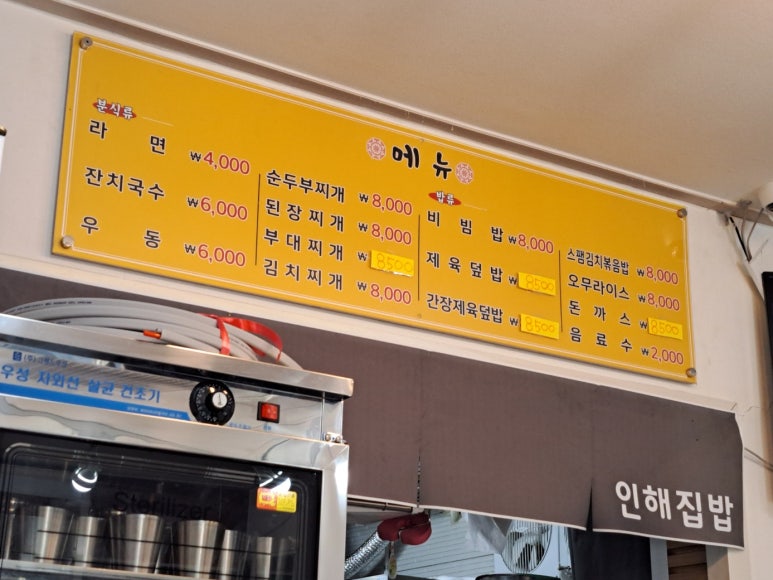 메뉴
분식류
라면 ₩4,000
잔치국수 ₩6,000
우동 ₩6,000
순두부찌개 ₩8,000
된장찌개 ₩8,000
부대찌개 ₩8500
김치찌개 ₩8,000
밥류
비빔밥 ₩8,000
제육덮밥 ₩8500
간장제육덮밥 ₩8500
스팸김치볶음밥 ₩8,000
오무라이스 ₩8,000
돈까스 ₩8500
음료수 ₩2,000
우성 자외선 살균 건조기
Sterilizer
인해집밥